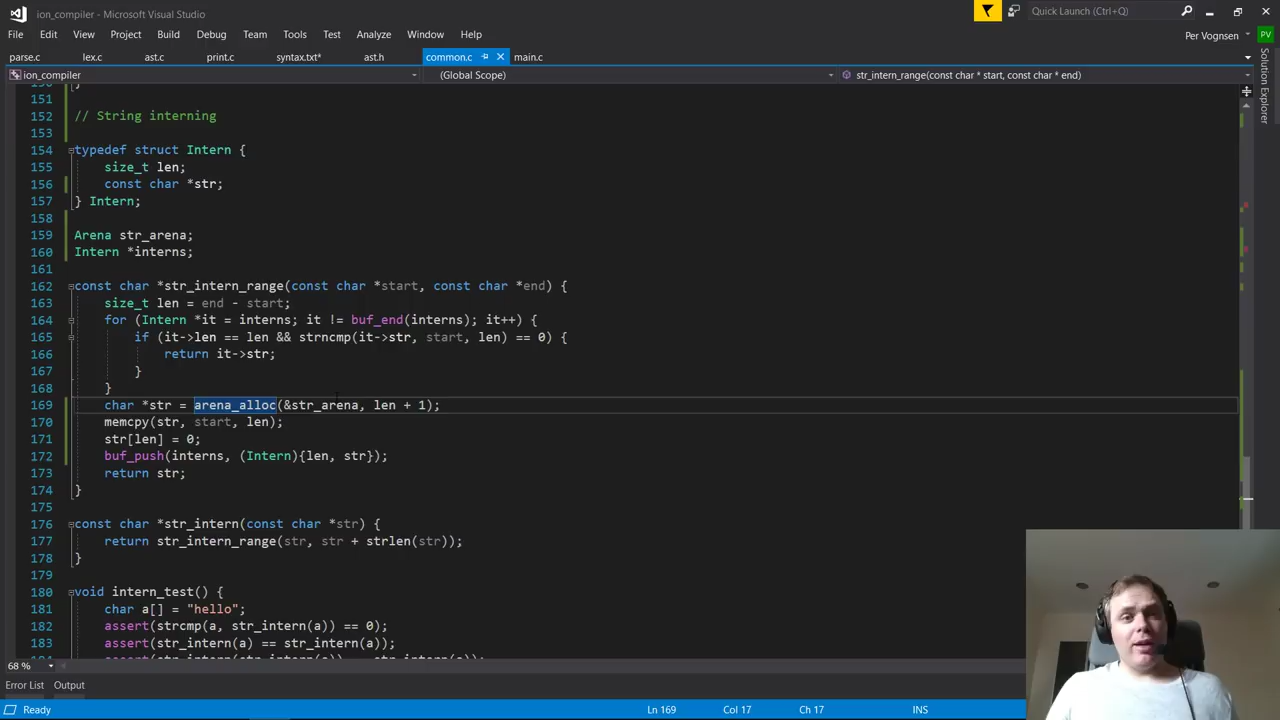 ion_compiler - Microsoft Visual Studio
Quick Launch (Ctrl+Q)
File Edit View Project Build Debug Team Tools Test Analyze Window Help
Per Vognsen PV
parse.c lex.c ast.c print.c syntax.txt* ast.h common.c main.c
ion_compiler (Global Scope) str_intern_range(const char * start, const char * end)
Solution Explorer
151
152 // String interning
153
154 typedef struct Intern {
155 size_t len;
156 const char *str;
157 } Intern;
158
159 Arena str_arena;
160 Intern *interns;
161
162 const char *str_intern_range(const char *start, const char *end) {
163 size_t len = end - start;
164 for (Intern *it = interns; it != buf_end(interns); it++) {
165 if (it->len == len && strncmp(it->str, start, len) == 0) {
166 return it->str;
167 }
168 }
169 char *str = arena_alloc(&str_arena, len + 1);
170 memcpy(str, start, len);
171 str[len] = 0;
172 buf_push(interns, (Intern){len, str});
173 return str;
174 }
175
176 const char *str_intern(const char *str) {
177 return str_intern_range(str, str + strlen(str));
178 }
179
180 void intern_test() {
181 char a[] = "hello";
182 assert(strcmp(a, str_intern(a)) == 0);
183 assert(str_intern(a) == str_intern(a));
68 %
Error List Output
Ready Ln 169 Col 17 Ch 17 INS